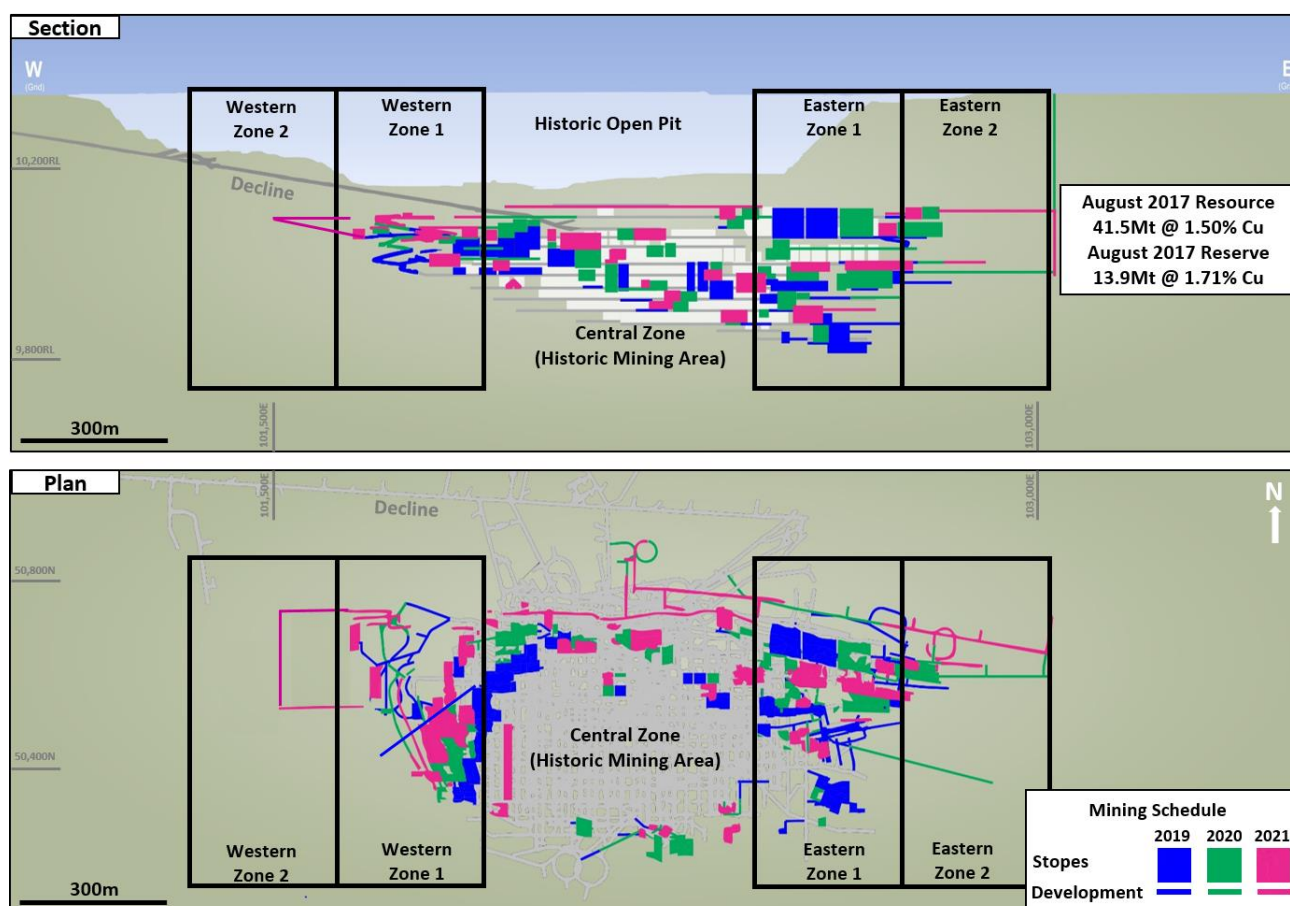 Section
W
(Grid)
E
Western
Zone 2
Western
Zone 1
Historic Open Pit
Eastern
Zone 1
Eastern
Zone 2
10,200RL
Decline
August 2017 Resource
41.5Mt @ 1.50% Cu
August 2017 Reserve
13.9Mt @ 1.71% Cu
Central Zone
(Historic Mining Area)
9,800RL
300m
101,500E
103,000E
Plan
101,500E
103,000E
N
Decline
50,800N
Central Zone
(Historic Mining Area)
50,400N
Western
Zone 2
Western
Zone 1
Eastern
Zone 1
Eastern
Zone 2
300m
Mining Schedule
2019 2020 2021
Stopes
Development